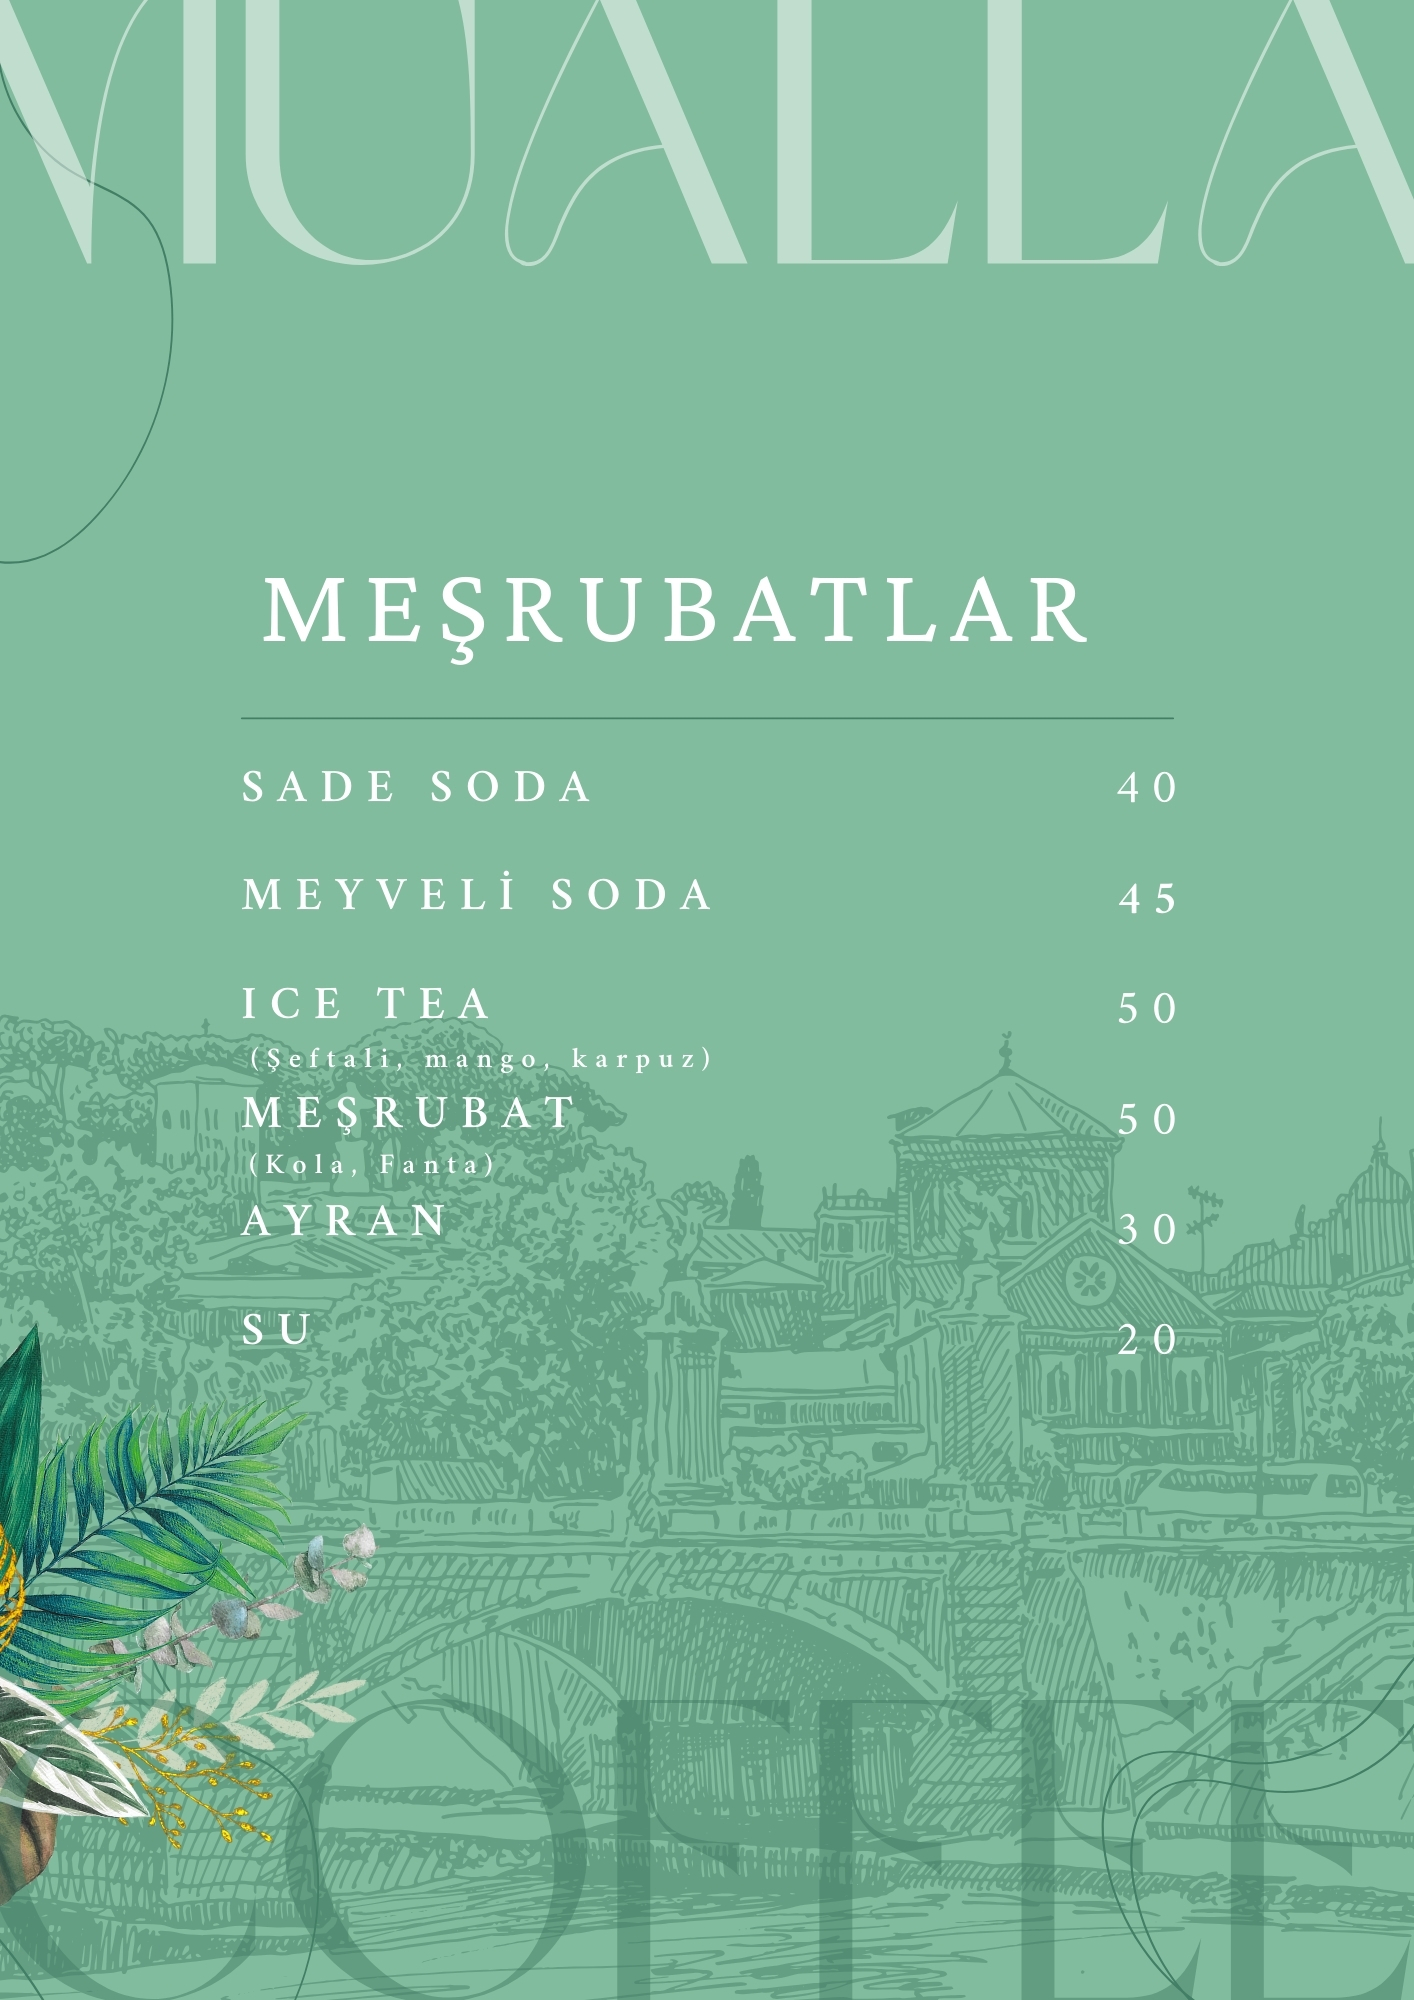 MUALLA
MEŞRUBATLAR
SADE SODA 40
MEYVELİ SODA 45
ICE TEA 50
(Şeftali, mango, karpuz)
MEŞRUBAT 50
(Kola, Fanta)
AYRAN 30
SU 20
COFFEE